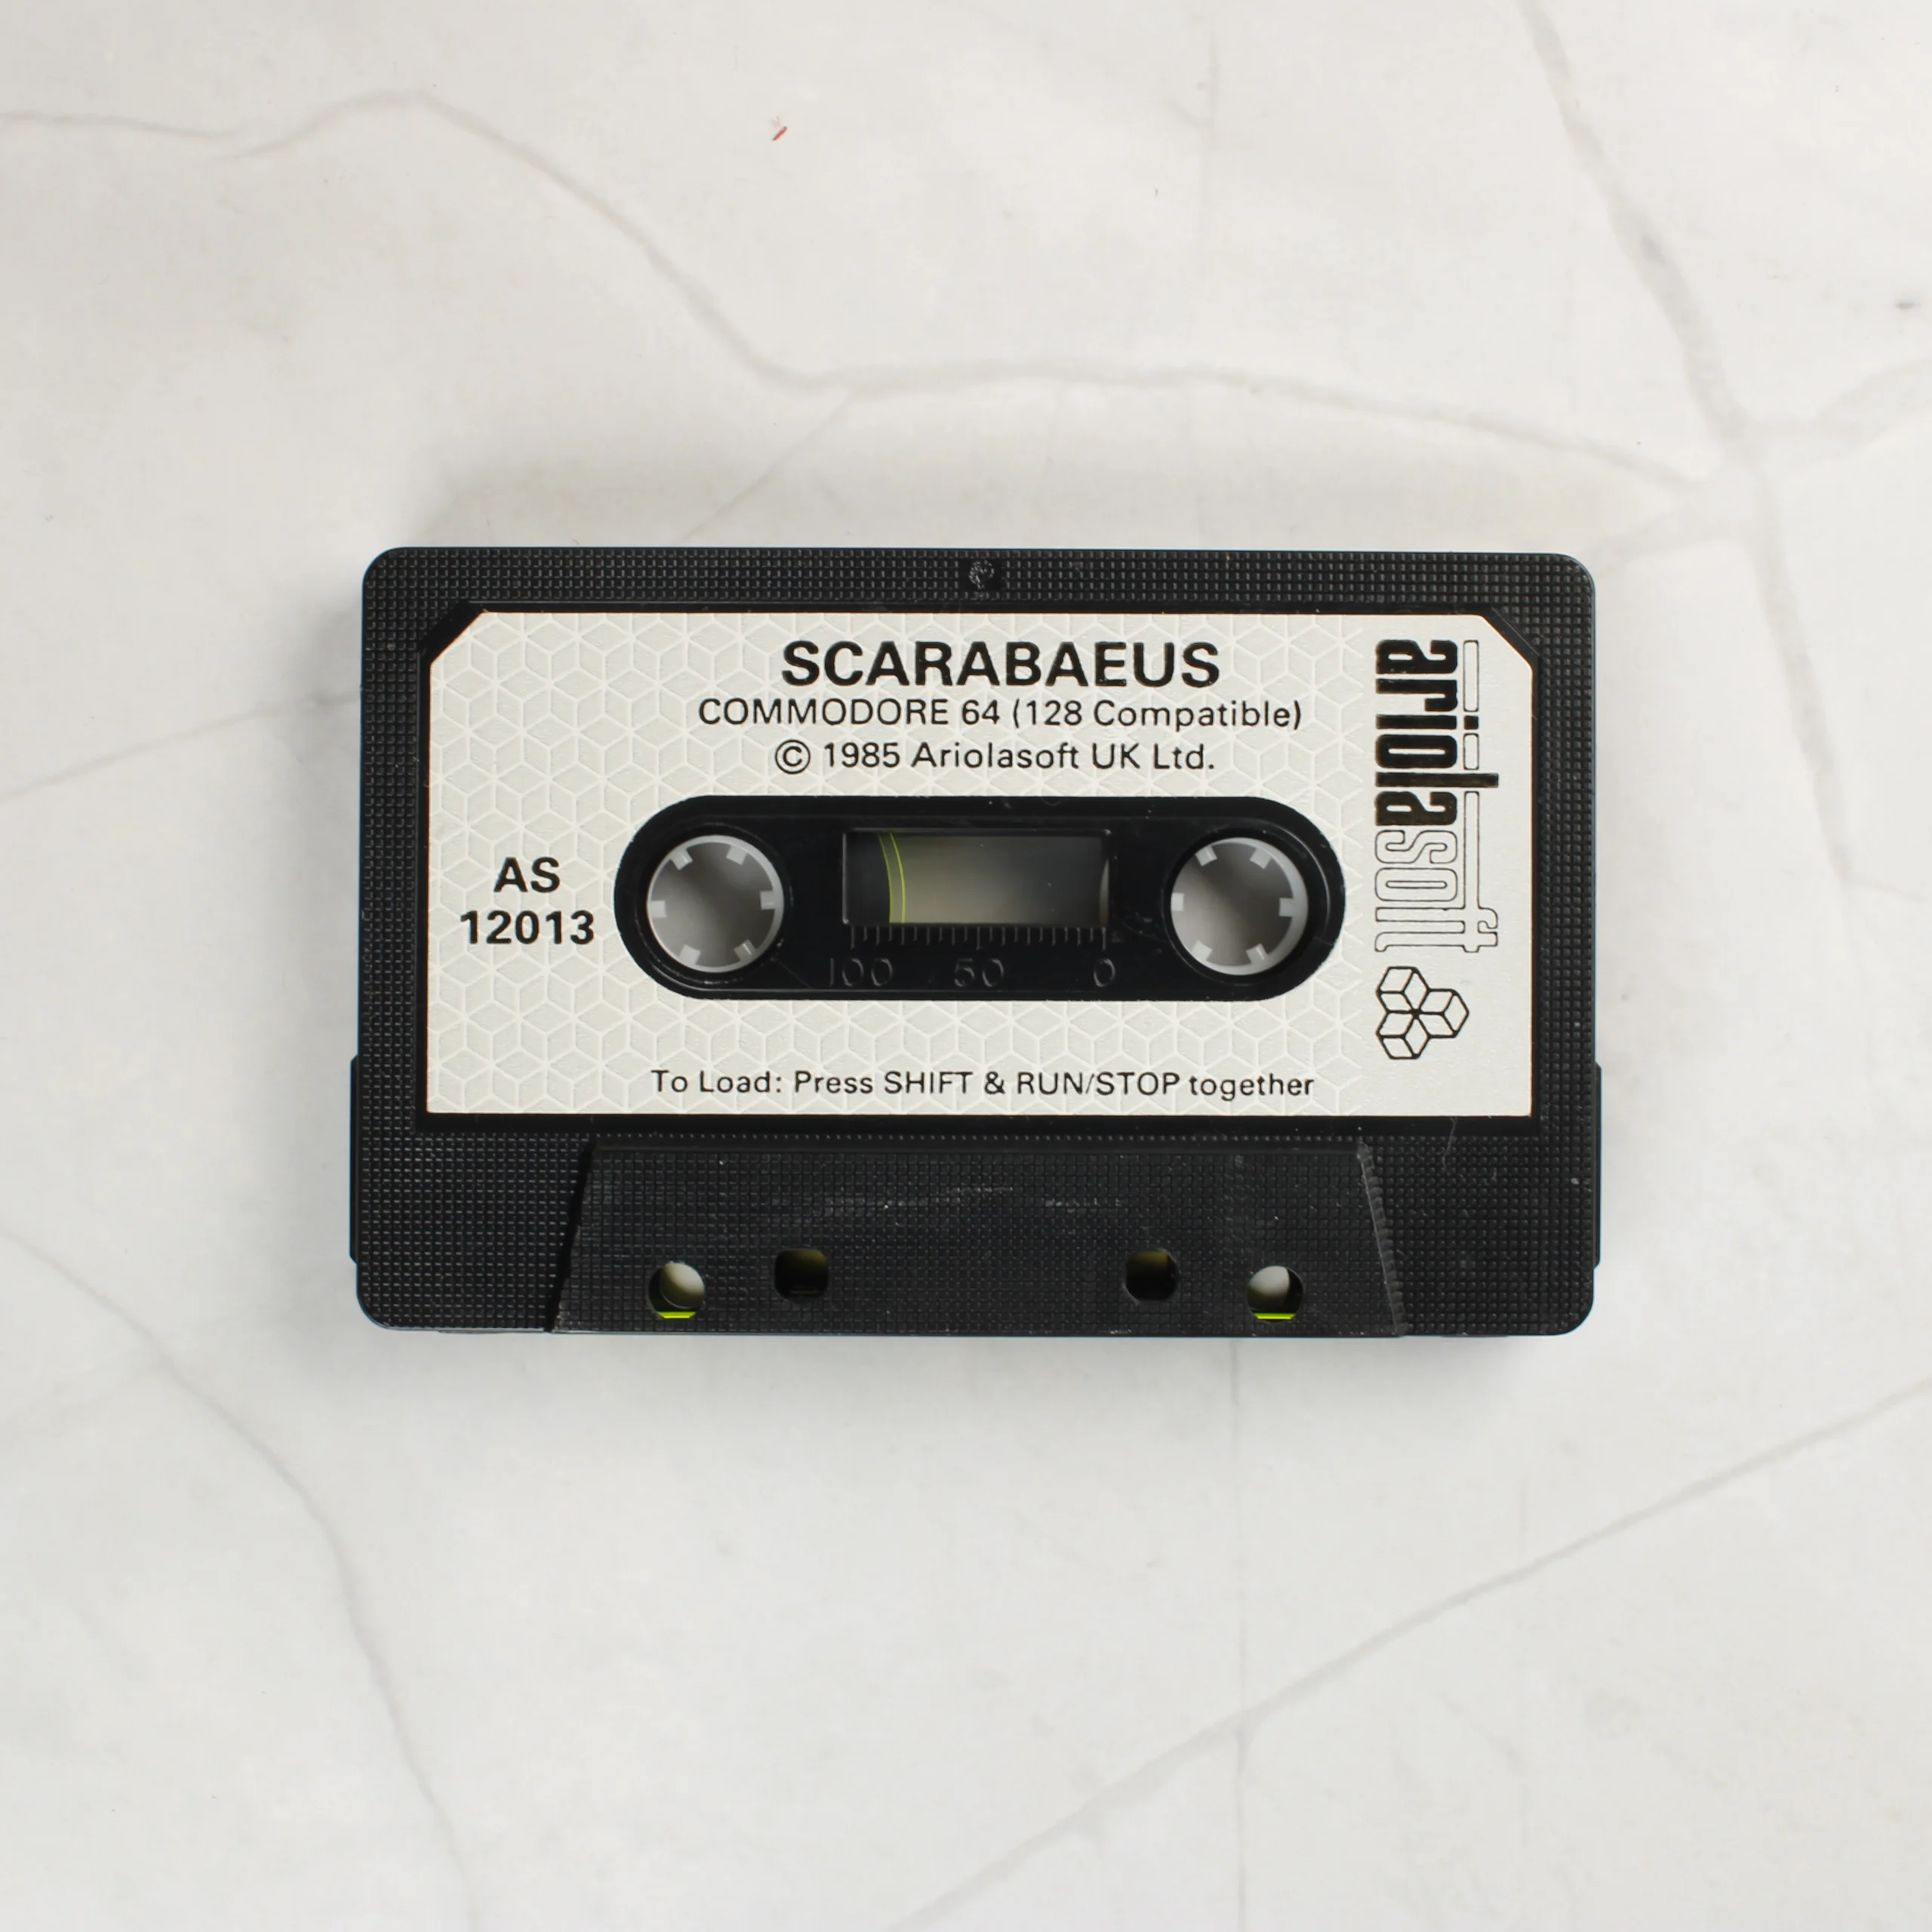 SCARABAEUS
COMMODORE 64 (128 Compatible)
© 1985 Ariolasoft UK Ltd.
AS
12013
100 50 0
To Load: Press SHIFT & RUN/STOP together
ariolasoft